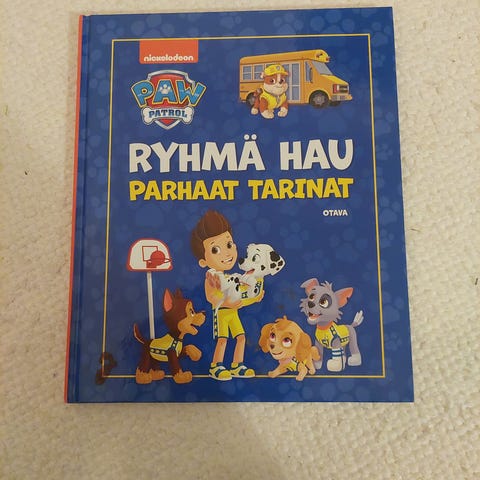 nickelodeon
PAW
PATROL
RYHMÄ HAU
PARHAAT TARINAT
OTAVA